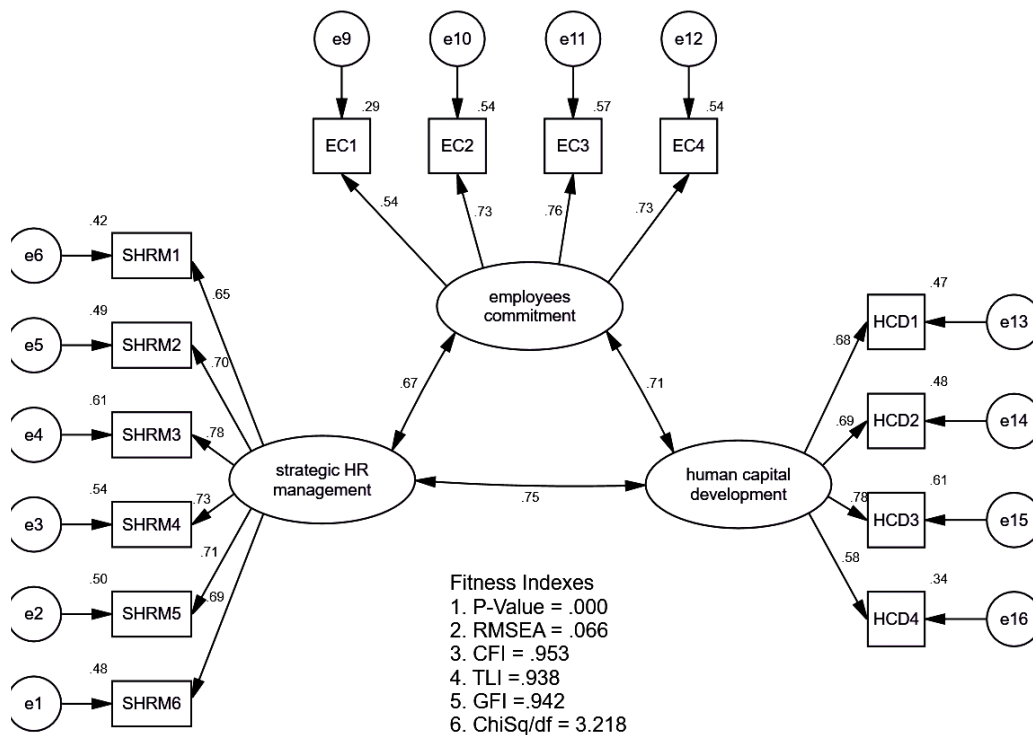 e9
e10
e11
e12
.29
.54
.57
.54
EC1
EC2
EC3
EC4
.54
.73
.76
.73
employees
commitment
.42
e6
SHRM1
.65
.49
e5
SHRM2
.70
.61
e4
SHRM3
.78
.54
e3
SHRM4
.73
.50
e2
SHRM5
.71
.48
e1
SHRM6
.69
strategic HR
management
.67
.71
.75
human capital
development
.47
HCD1
e13
.68
.48
HCD2
e14
.69
.61
HCD3
e15
.78
.34
HCD4
e16
.58
Fitness Indexes
1. P-Value = .000
2. RMSEA = .066
3. CFI = .953
4. TLI =.938
5. GFI =.942
6. ChiSq/df = 3.218